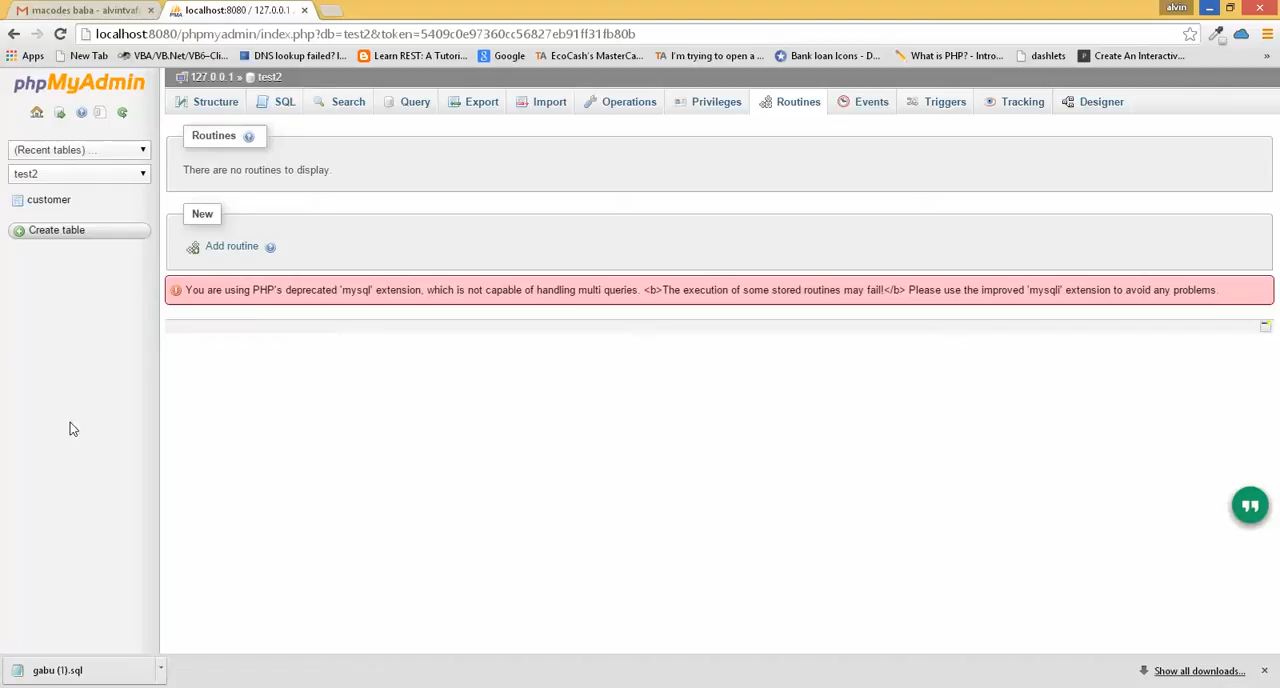 macodes baba - alvintvaf
localhost:8080 / 127.0.0.1
alvin
localhost:8080/phpmyadmin/index.php?db=test2&token=5409c0e97360cc56827eb91ff31fb80b
Apps New Tab VBA/VB.Net/VB6–Cli... DNS lookup failed? I... Learn REST: A Tutori... Google EcoCash's MasterCa... I'm trying to open a ... Bank loan Icons - D... What is PHP? - Intro... dashlets Create An Interactiv... »
phpMyAdmin
127.0.0.1 » test2
Structure SQL Search Query Export Import Operations Privileges Routines Events Triggers Tracking Designer
(Recent tables) ...
test2
customer
Create table
Routines
There are no routines to display.
New
Add routine
You are using PHP's deprecated 'mysql' extension, which is not capable of handling multi queries. <b>The execution of some stored routines may fail!</b> Please use the improved 'mysqli' extension to avoid any problems.
gabu (1).sql
Show all downloads...